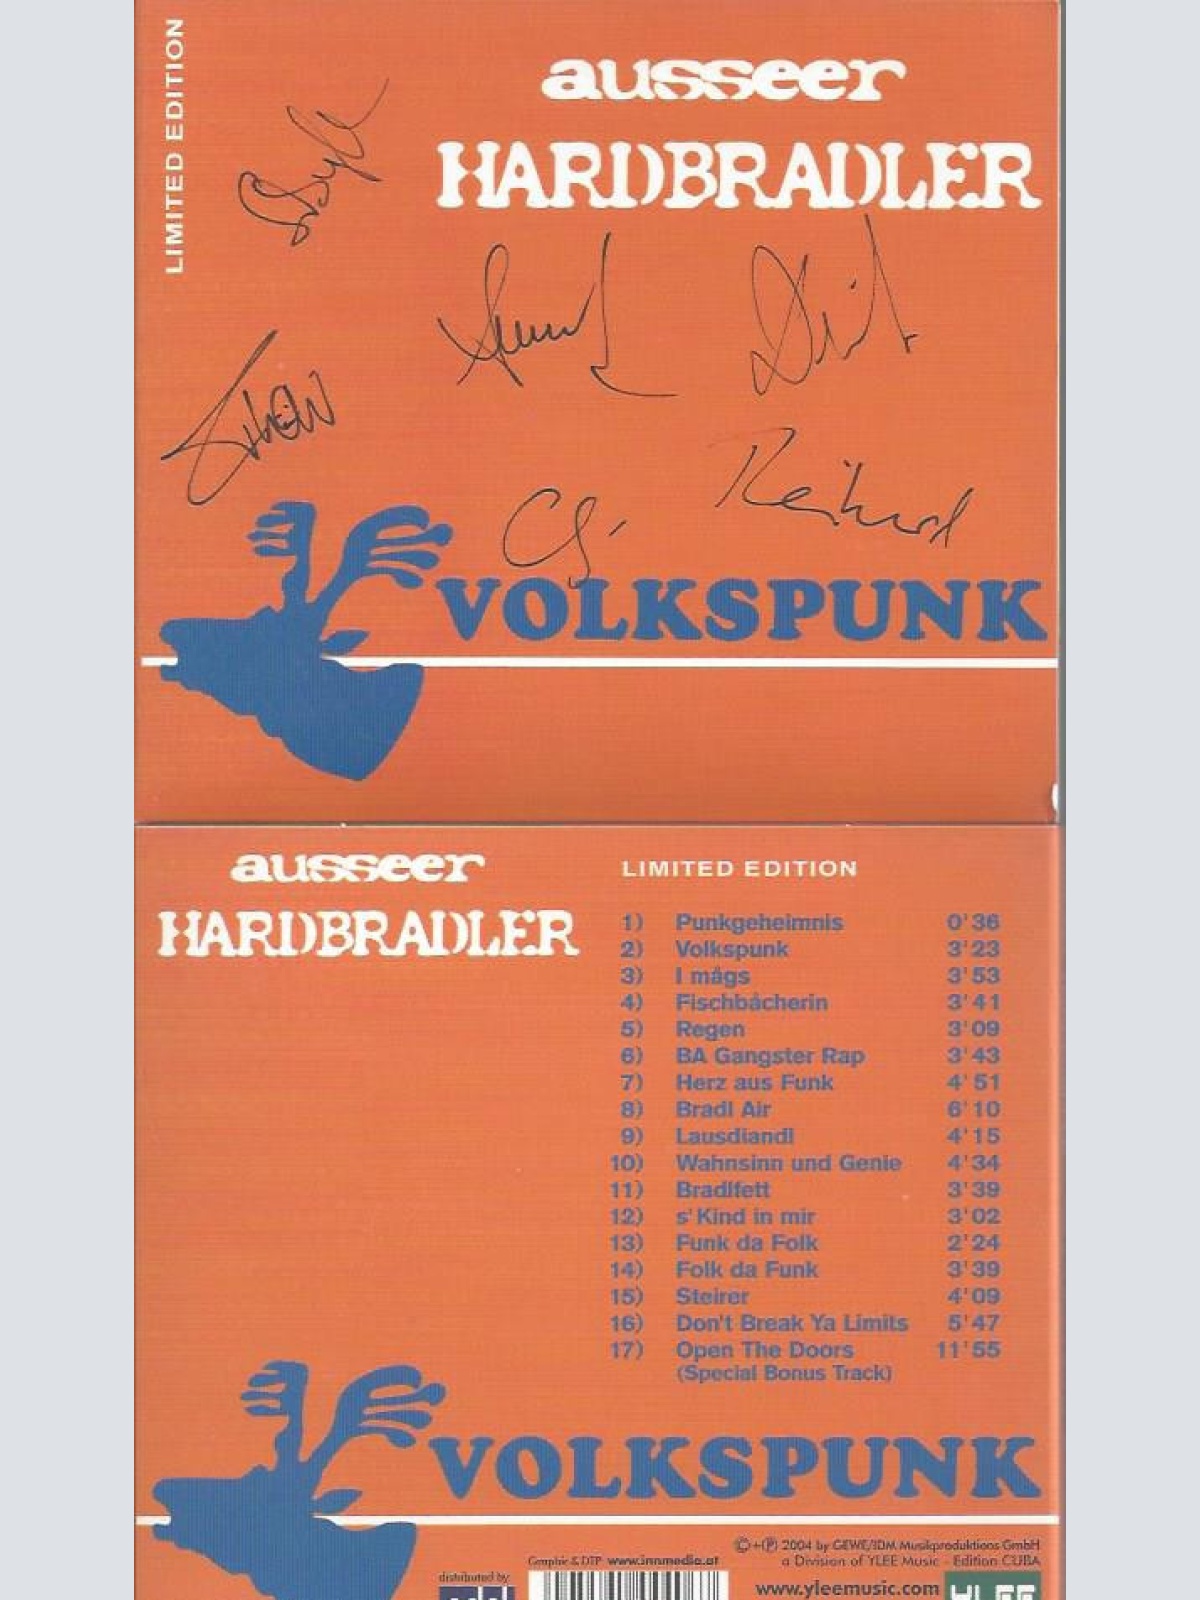 LIMITED EDITION
ausseer
HARDBRADLER
Reinhard
VOLKSPUNK
ausseer
HARDBRADLER
LIMITED EDITION
1) Punkgeheimnis 0'36
2) Volkspunk 3'23
3) I mågs 3'53
4) Fischbåcherin 3'41
5) Regen 3'09
6) BA Gangster Rap 3'43
7) Herz aus Funk 4'51
8) Bradl Air 6'10
9) Lausdiandl 4'15
10) Wahnsinn und Genie 4'34
11) Bradlfett 3'39
12) s'Kind in mir 3'02
13) Funk da Folk 2'24
14) Folk da Funk 3'39
15) Steirer 4'09
16) Don't Break Ya Limits 5'47
17) Open The Doors 11'55
(Special Bonus Track)
VOLKSPUNK
©+℗ 2004 by GEWE/IDM Musikproduktions GmbH
a Division of YLEE Music - Edition CUBA
Graphic & DTP www.innmedia.at
distributed by
www.yleemusic.com
YLEE